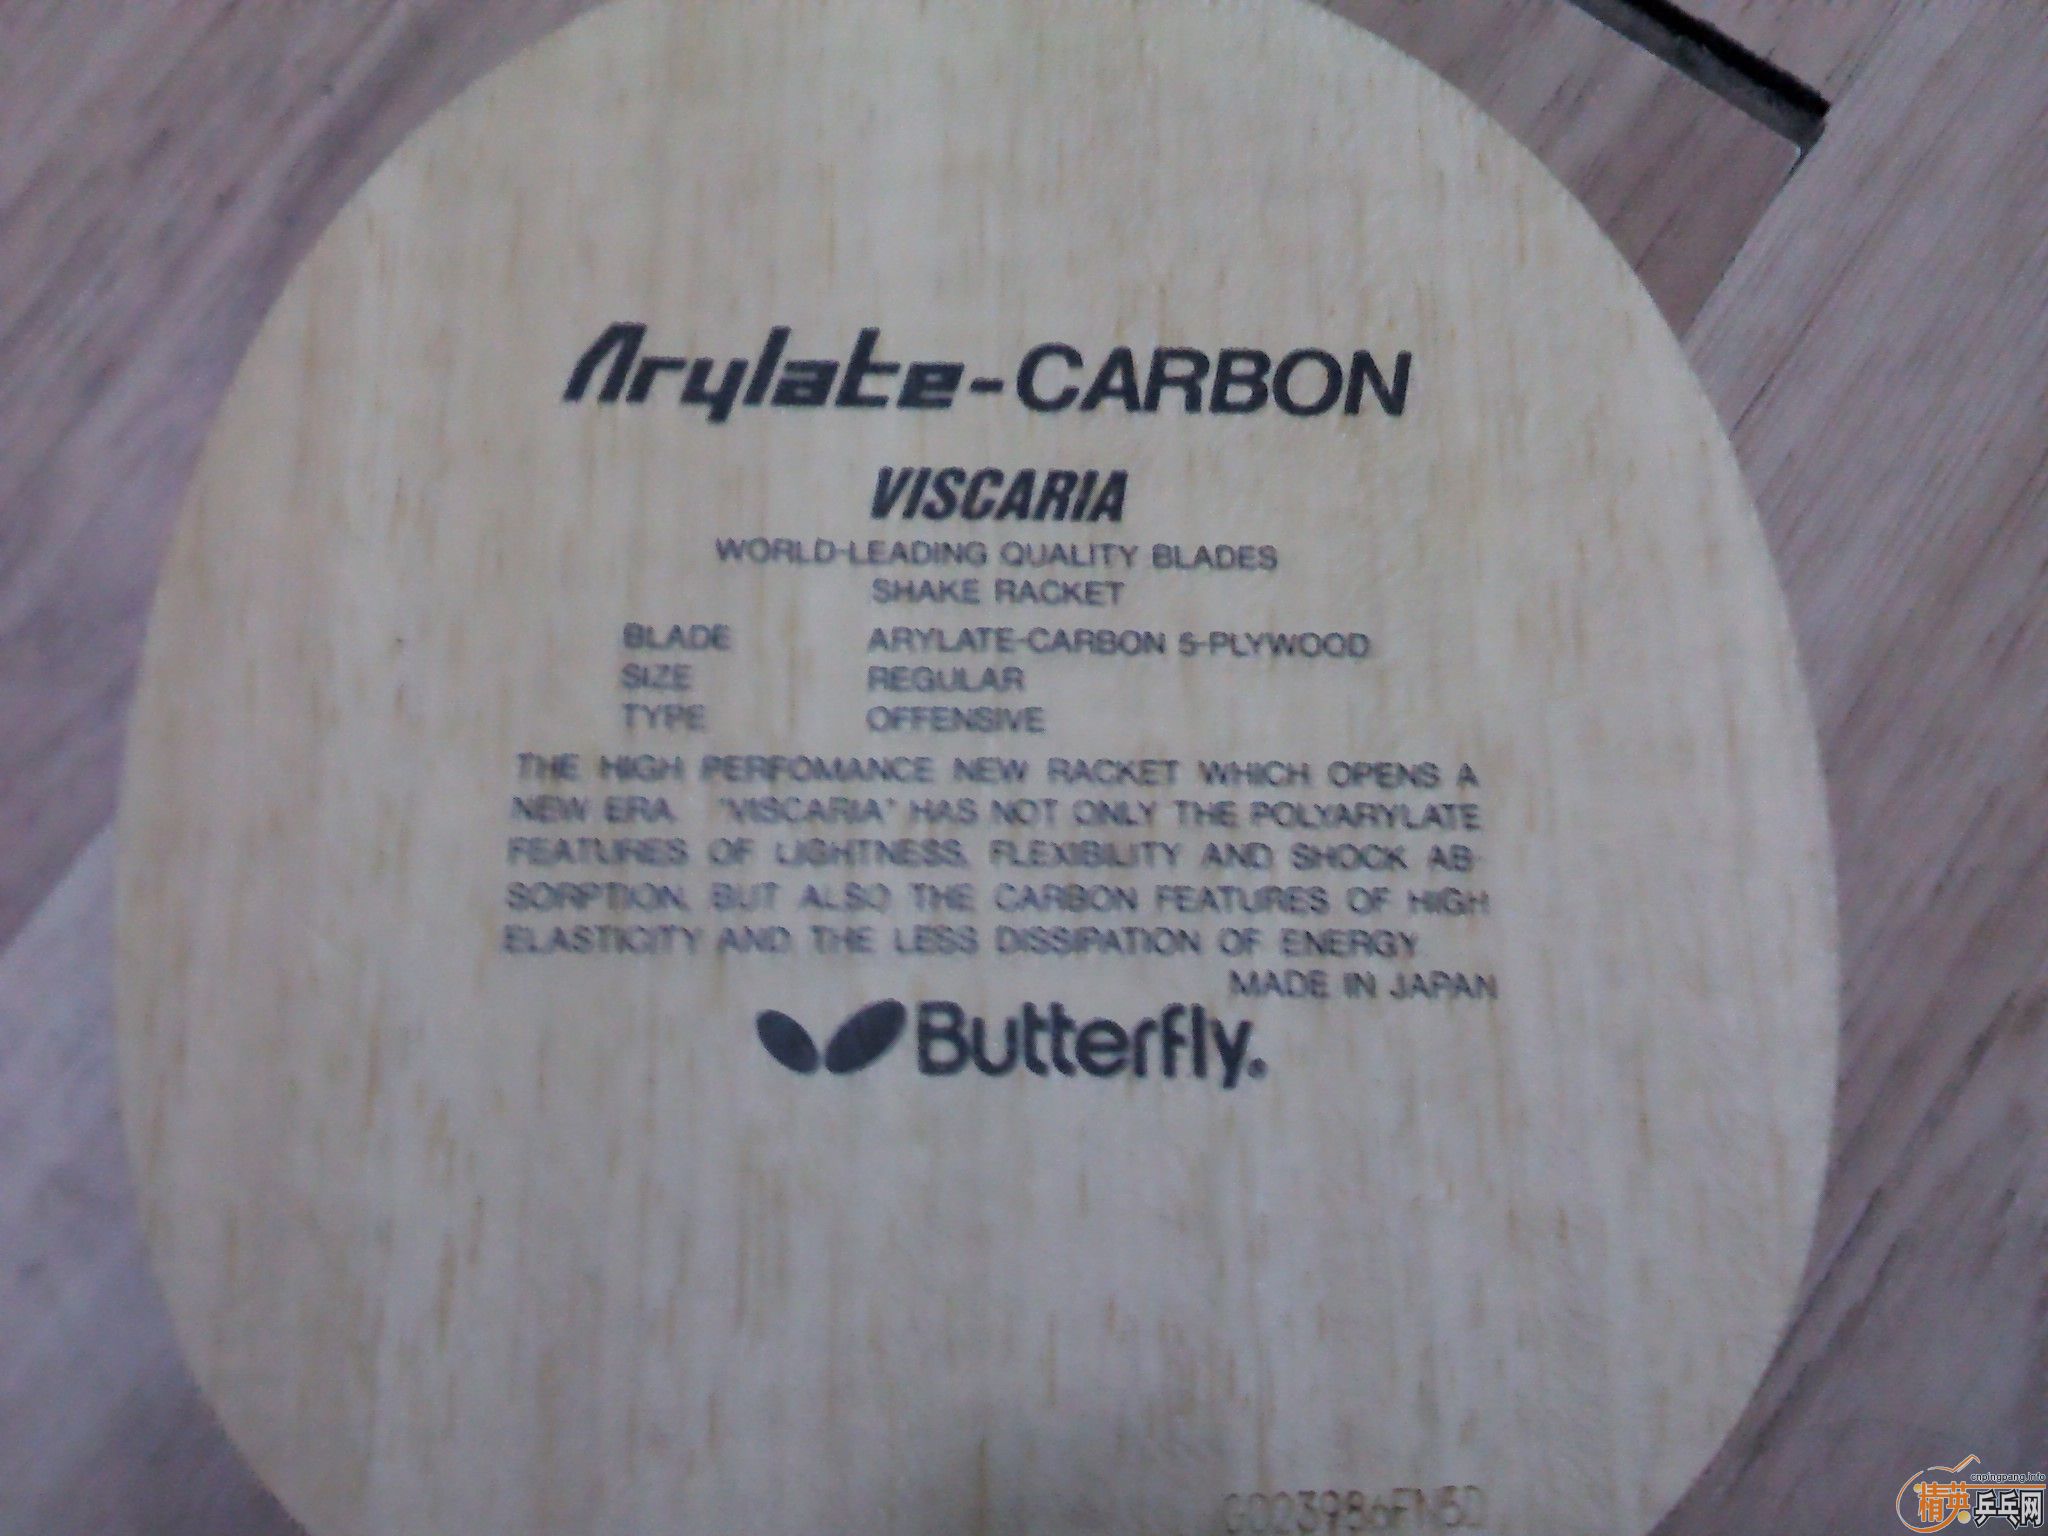 Arylate-CARBON
VISCARIA
WORLD-LEADING QUALITY BLADES
SHAKE RACKET
BLADE ARYLATE-CARBON 5-PLYWOOD
SIZE REGULAR
TYPE OFFENSIVE
THE HIGH PERFOMANCE NEW RACKET WHICH OPENS A
NEW ERA. "VISCARIA" HAS NOT ONLY THE POLYARYLATE
FEATURES OF LIGHTNESS, FLEXIBILITY AND SHOCK AB-
SORPTION, BUT ALSO THE CARBON FEATURES OF HIGH
ELASTICITY AND THE LESS DISSIPATION OF ENERGY.
MADE IN JAPAN
Butterfly®
cnpingpang.info
精英乒乓网